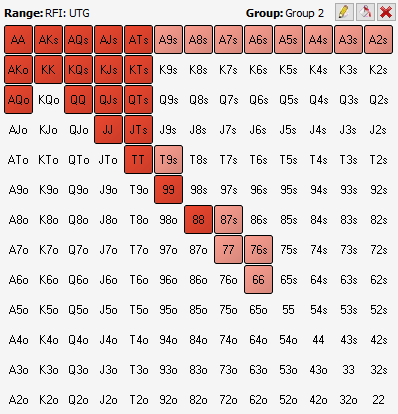 Range: RFI: UTG Group: Group 2
AA AKs AQs AJs ATs A9s A8s A7s A6s A5s A4s A3s A2s
AKo KK KQs KJs KTs K9s K8s K7s K6s K5s K4s K3s K2s
AQo KQo QQ QJs QTs Q9s Q8s Q7s Q6s Q5s Q4s Q3s Q2s
AJo KJo QJo JJ JTs J9s J8s J7s J6s J5s J4s J3s J2s
ATo KTo QTo JTo TT T9s T8s T7s T6s T5s T4s T3s T2s
A9o K9o Q9o J9o T9o 99 98s 97s 96s 95s 94s 93s 92s
A8o K8o Q8o J8o T8o 98o 88 87s 86s 85s 84s 83s 82s
A7o K7o Q7o J7o T7o 97o 87o 77 76s 75s 74s 73s 72s
A6o K6o Q6o J6o T6o 96o 86o 76o 66 65s 64s 63s 62s
A5o K5o Q5o J5o T5o 95o 85o 75o 65o 55 54s 53s 52s
A4o K4o Q4o J4o T4o 94o 84o 74o 64o 54o 44 43s 42s
A3o K3o Q3o J3o T3o 93o 83o 73o 63o 53o 43o 33 32s
A2o K2o Q2o J2o T2o 92o 82o 72o 62o 52o 42o 32o 22